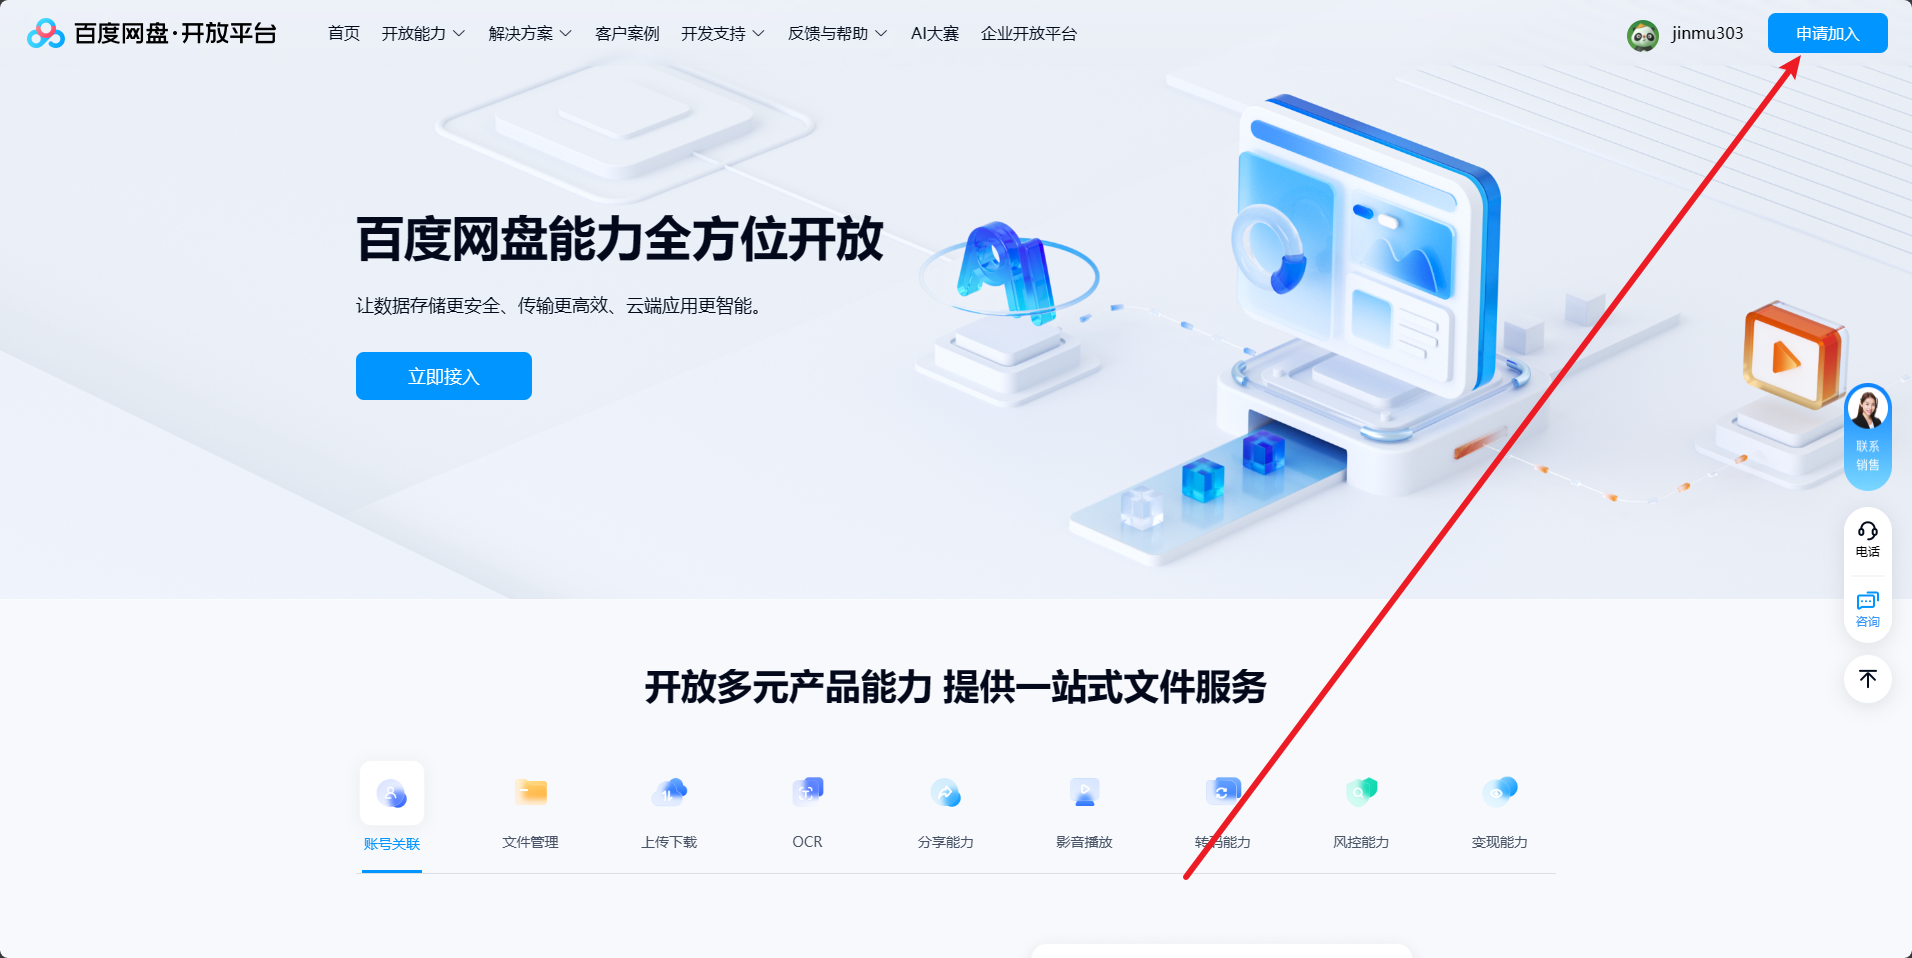 百度网盘·开放平台
首页 开放能力 解决方案 客户案例 开发支持 反馈与帮助 AI大赛 企业开放平台
jinmu303
申请加入
百度网盘能力全方位开放
让数据存储更安全、传输更高效、云端应用更智能。
立即接入
联系
销售
电话
咨询
开放多元产品能力 提供一站式文件服务
账号关联 文件管理 上传下载 OCR 分享能力 影音播放 转码能力 风控能力 变现能力